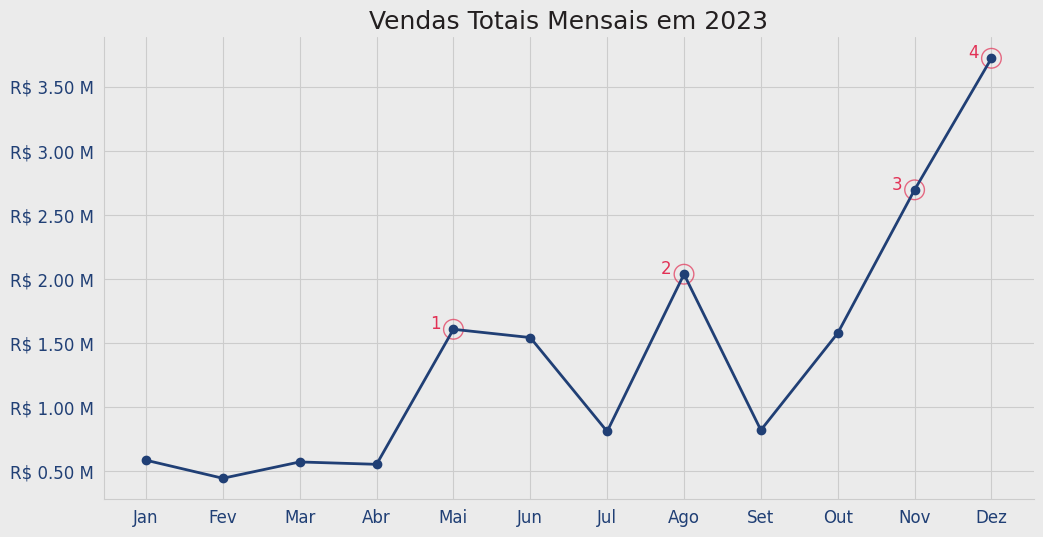 Vendas Totais Mensais em 2023
R$ 3.50 M
R$ 3.00 M
R$ 2.50 M
R$ 2.00 M
R$ 1.50 M
R$ 1.00 M
R$ 0.50 M
4
3
2
1
Jan Fev Mar Abr Mai Jun Jul Ago Set Out Nov Dez